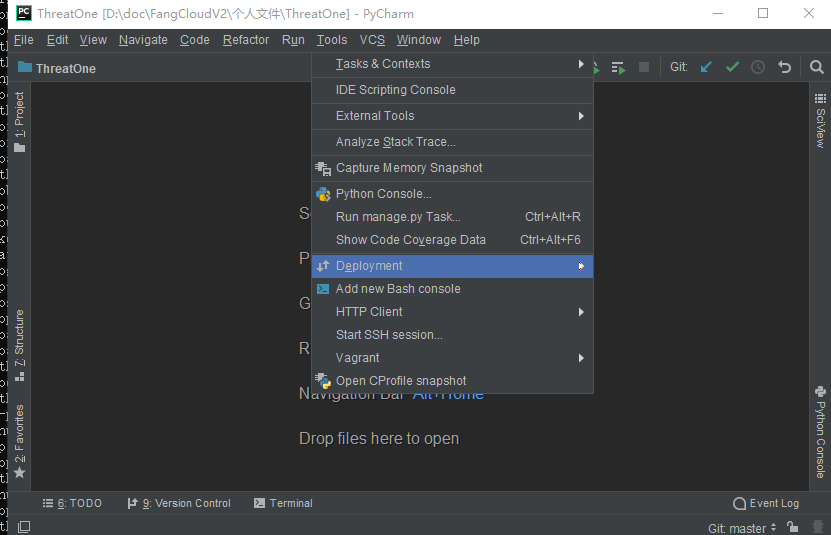 ThreatOne [D:\doc\FangCloudV2\个人文件\ThreatOne] - PyCharm
File Edit View Navigate Code Refactor Run Tools VCS Window Help
ThreatOne
Git:
1: Project
7: Structure
2: Favorites
Tasks & Contexts
IDE Scripting Console
External Tools
Analyze Stack Trace...
Capture Memory Snapshot
Python Console...
Run manage.py Task... Ctrl+Alt+R
Show Code Coverage Data Ctrl+Alt+F6
Deployment
Add new Bash console
HTTP Client
Start SSH session...
Vagrant
Open CProfile snapshot
Navigation Bar Alt+Home
Drop files here to open
SciView
Python Console
6: TODO 9: Version Control Terminal Event Log
Git: master